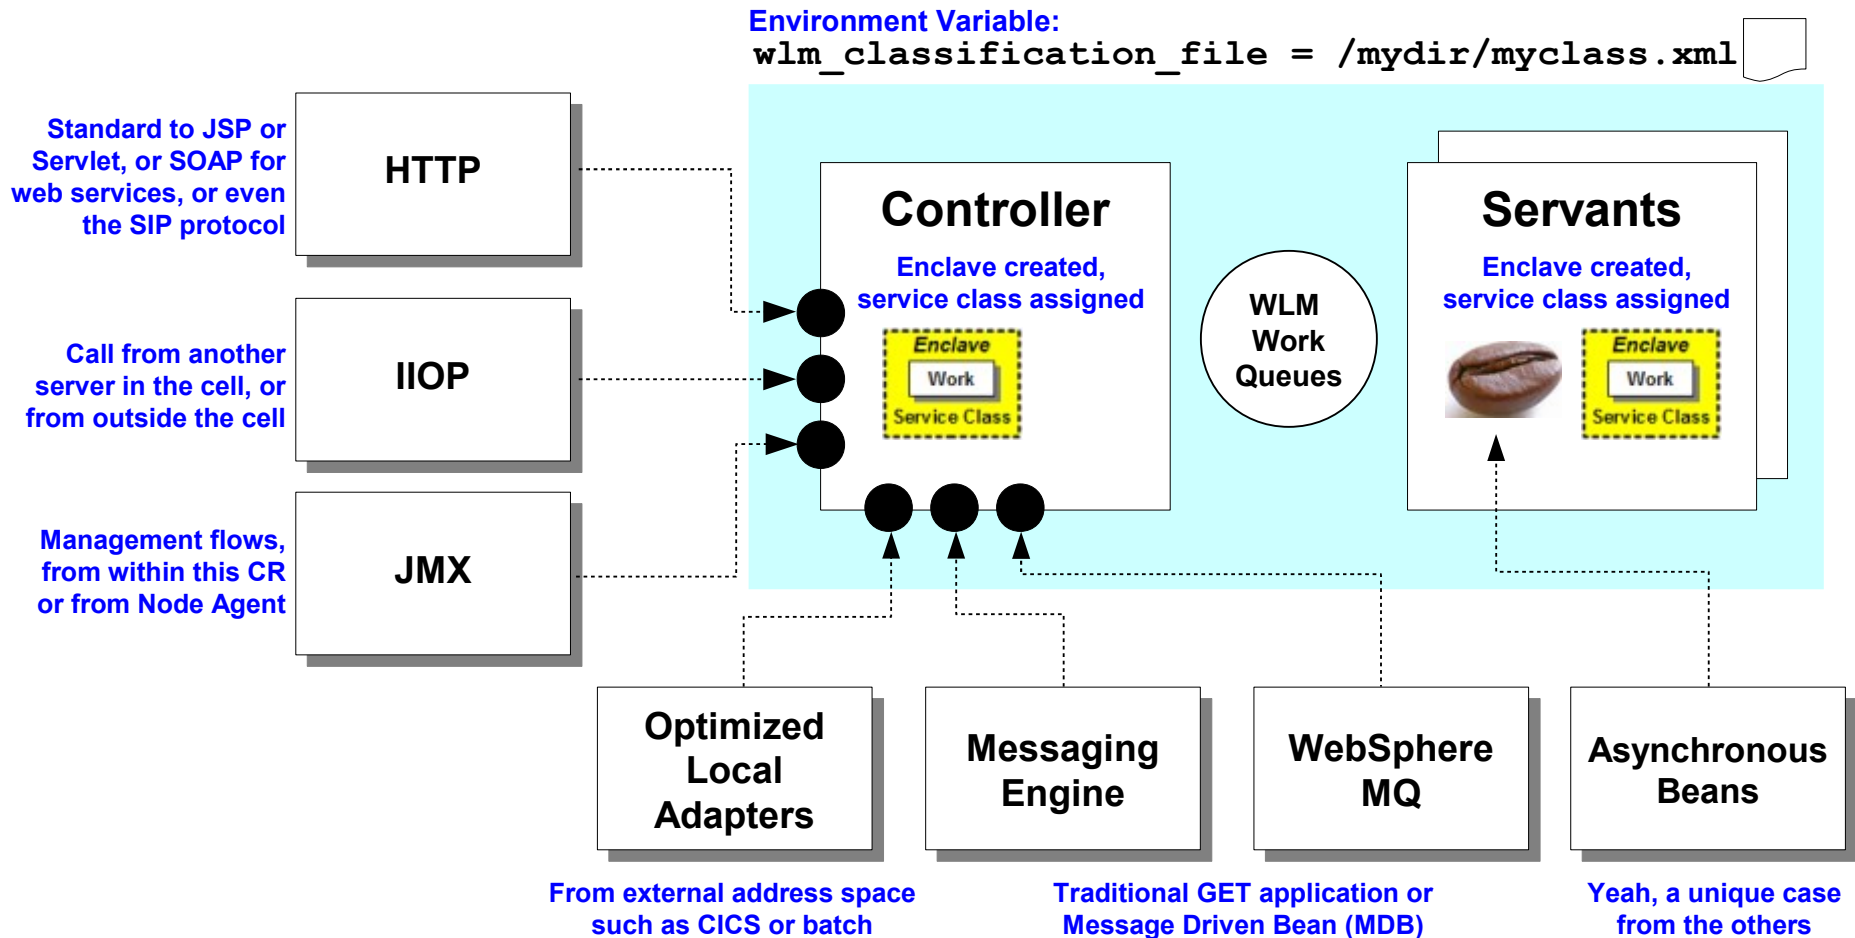 Environment Variable:
wlm_classification_file = /mydir/myclass.xml
Standard to JSP or
Servlet, or SOAP for
web services, or even
the SIP protocol
HTTP
Call from another
server in the cell, or
from outside the cell
IIOP
Management flows,
from within this CR
or from Node Agent
JMX
Controller
Enclave created,
service class assigned
Enclave
Work
Service Class
WLM
Work
Queues
Servants
Enclave created,
service class assigned
Enclave
Work
Service Class
Optimized
Local
Adapters
Messaging
Engine
WebSphere
MQ
Asynchronous
Beans
From external address space
such as CICS or batch
Traditional GET application or
Message Driven Bean (MDB)
Yeah, a unique case
from the others